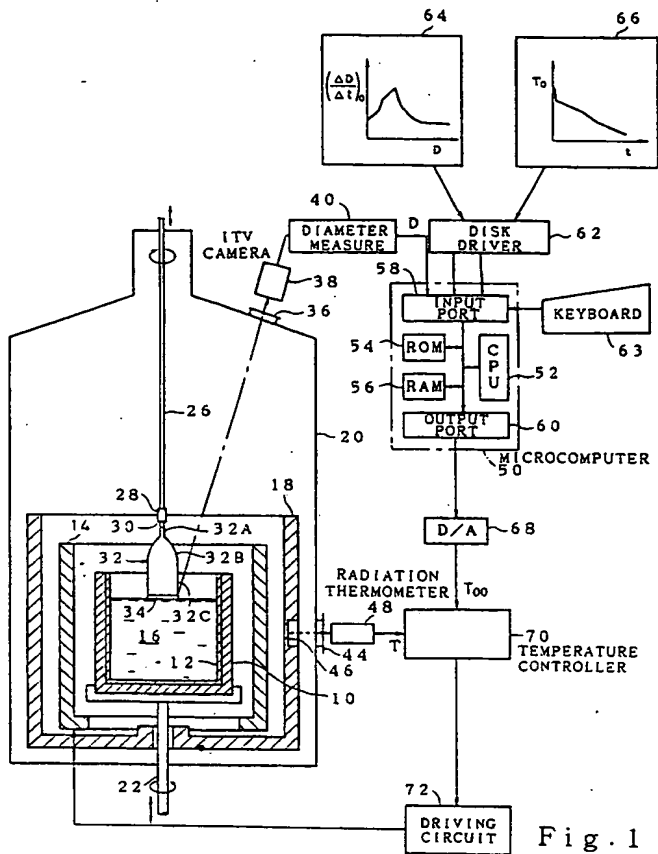 64
66
(ΔD/Δt)₀
D
T₀
t
40
DIAMETER MEASURE
D
DISK DRIVER
62
ITV CAMERA
38
36
58
INPUT PORT
KEYBOARD
63
54
ROM
CPU
52
56
RAM
OUTPUT PORT
60
50
MICROCOMPUTER
26
20
28
30
32A
18
14
32
32B
34
32C
16
12
10
46
44
RADIATION THERMOMETER
48
T
D/A
68
T₀₀
70
TEMPERATURE CONTROLLER
22
72
DRIVING CIRCUIT
Fig. 1